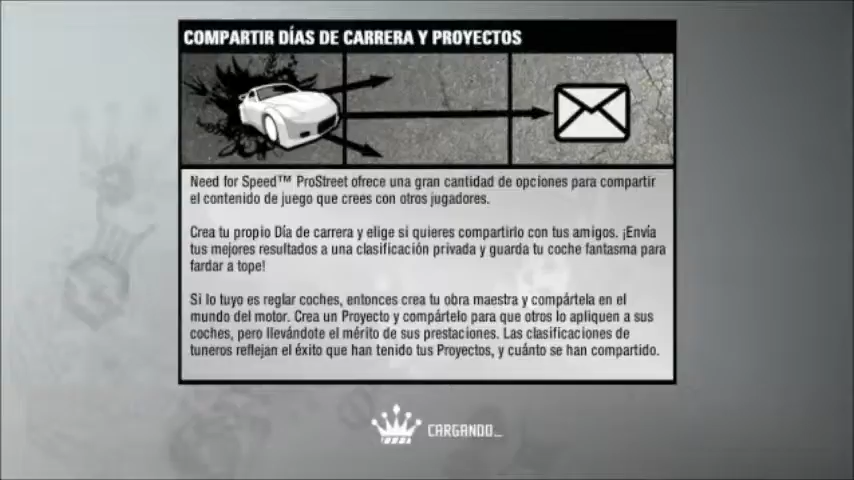 COMPARTIR DÍAS DE CARRERA Y PROYECTOS
Need for Speed™ ProStreet ofrece una gran cantidad de opciones para compartir
el contenido de juego que crees con otros jugadores.
Crea tu propio Día de carrera y elige si quieres compartirlo con tus amigos. ¡Envía
tus mejores resultados a una clasificación privada y guarda tu coche fantasma para
fardar a tope!
Si lo tuyo es reglar coches, entonces crea tu obra maestra y compártela en el
mundo del motor. Crea un Proyecto y compártelo para que otros lo apliquen a sus
coches, pero llevándote el mérito de sus prestaciones. Las clasificaciones de
tuneros reflejan el éxito que han tenido tus Proyectos, y cuánto se han compartido.
CARGANDO...